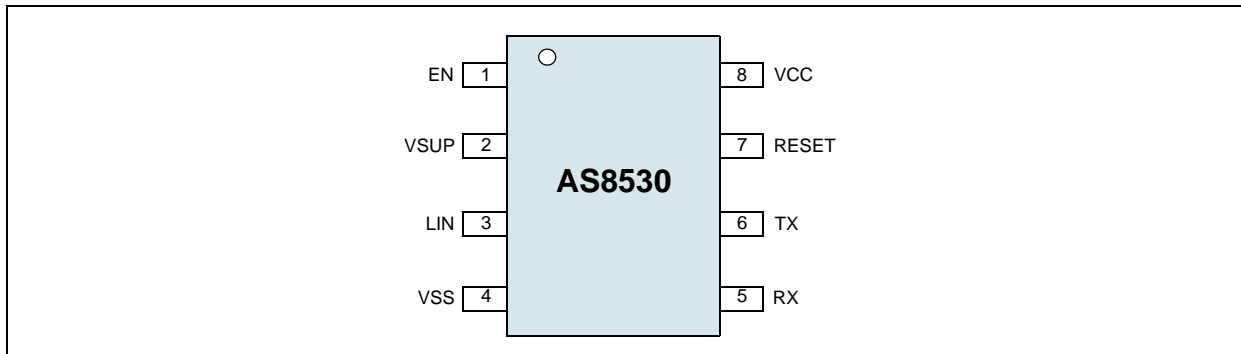 EN 1 8 VCC
VSUP 2 7 RESET
AS8530
LIN 3 6 TX
VSS 4 5 RX